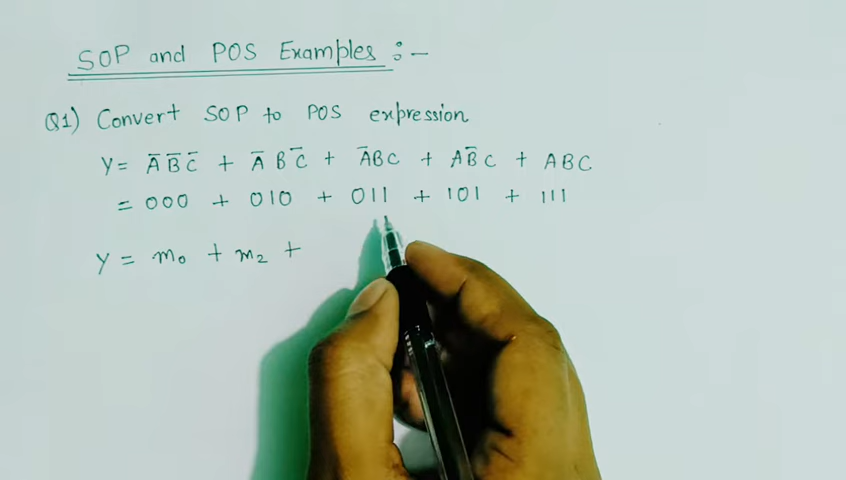 SOP and POS Examples :-
Q1) Convert SOP to POS expression
Y = A̅ B̅ C̅ + A̅ B C̅ + A̅BC + AB̅C + ABC
= 000 + 010 + 011 + 101 + 111
Y = m₀ + m₂ +